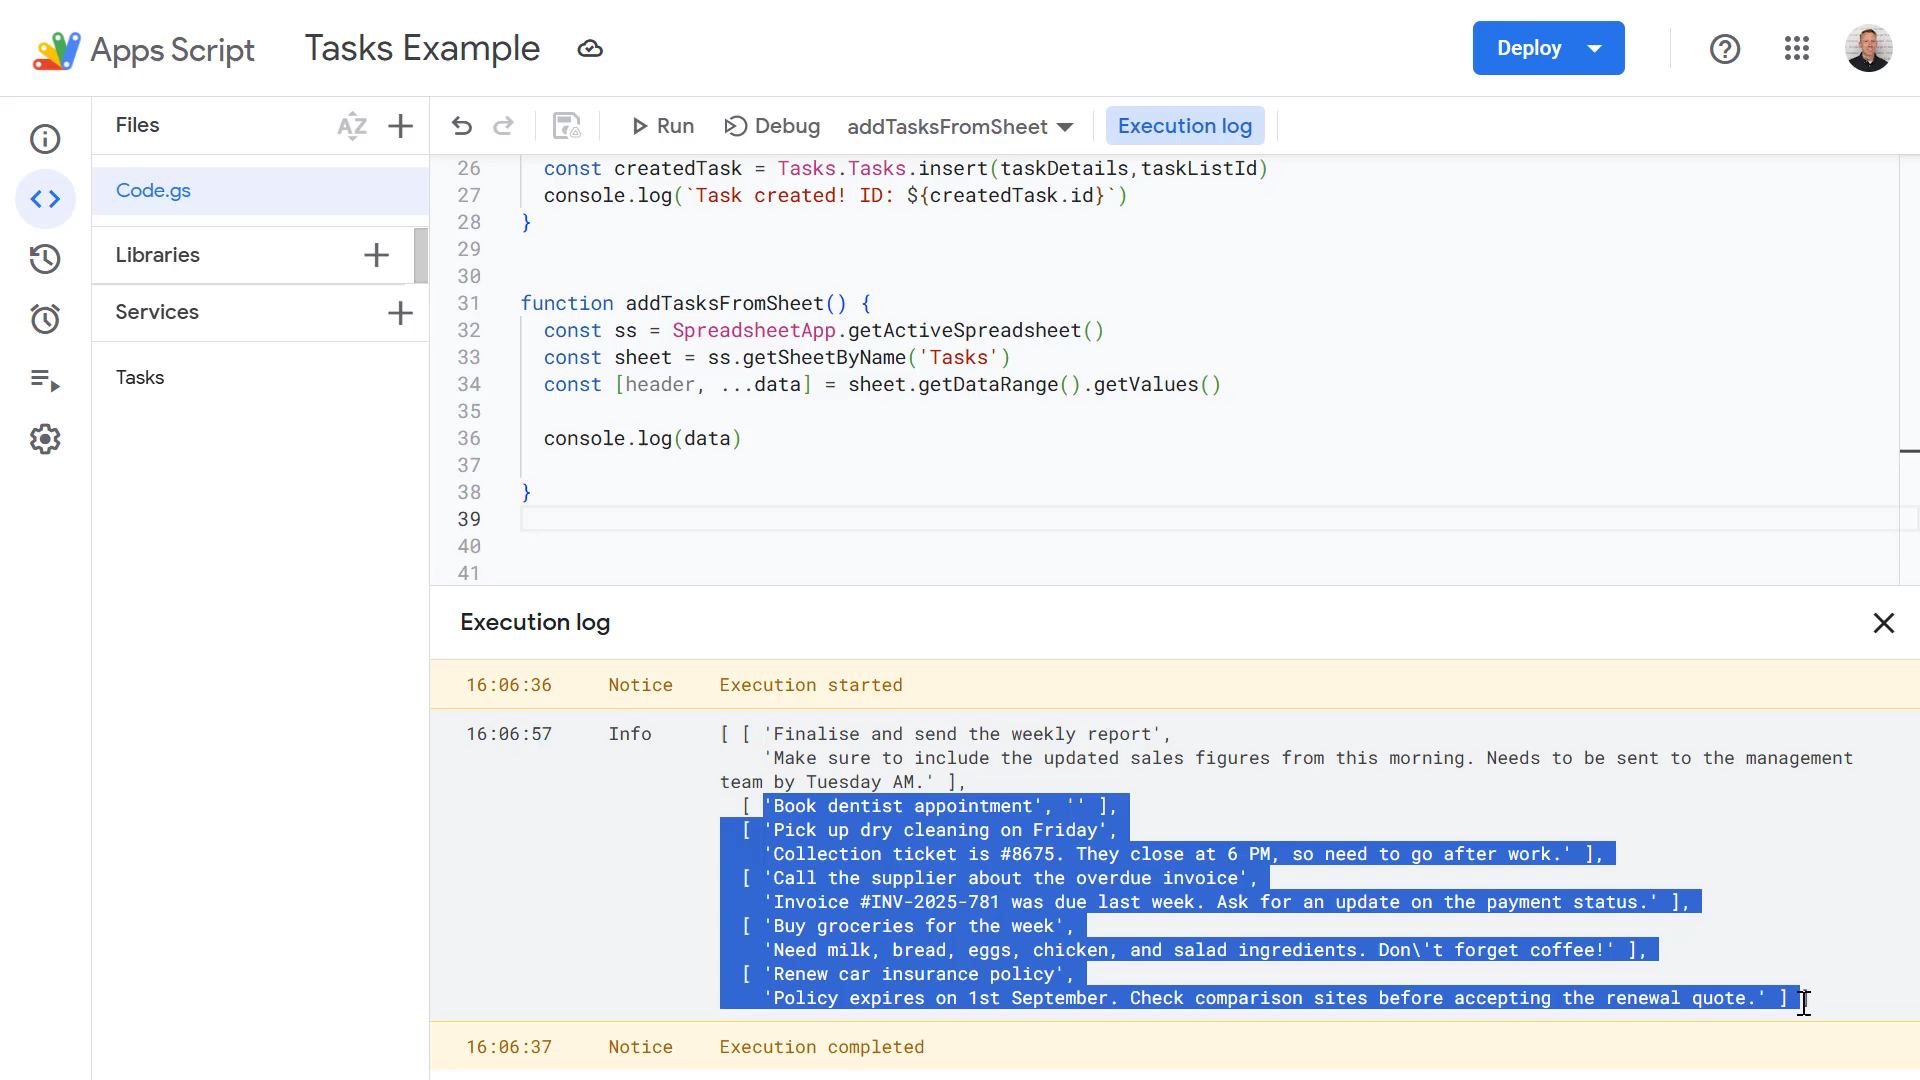 Apps Script
Tasks Example
Deploy
Files
AZ
Run
Debug
addTasksFromSheet
Execution log
Code.gs
Libraries
Services
Tasks
26 const createdTask = Tasks.Tasks.insert(taskDetails,taskListId)
27 console.log(`Task created! ID: ${createdTask.id}`)
28 }
29
30
31 function addTasksFromSheet() {
32 const ss = SpreadsheetApp.getActiveSpreadsheet()
33 const sheet = ss.getSheetByName('Tasks')
34 const [header, ...data] = sheet.getDataRange().getValues()
35
36 console.log(data)
37
38 }
39
40
41
Execution log
16:06:36 Notice Execution started
16:06:57 Info [ [ 'Finalise and send the weekly report',
'Make sure to include the updated sales figures from this morning. Needs to be sent to the management
team by Tuesday AM.' ],
[ 'Book dentist appointment', '' ],
[ 'Pick up dry cleaning on Friday',
'Collection ticket is #8675. They close at 6 PM, so need to go after work.' ],
[ 'Call the supplier about the overdue invoice',
'Invoice #INV-2025-781 was due last week. Ask for an update on the payment status.' ],
[ 'Buy groceries for the week',
'Need milk, bread, eggs, chicken, and salad ingredients. Don\'t forget coffee!' ],
[ 'Renew car insurance policy',
'Policy expires on 1st September. Check comparison sites before accepting the renewal quote.' ]
16:06:37 Notice Execution completed